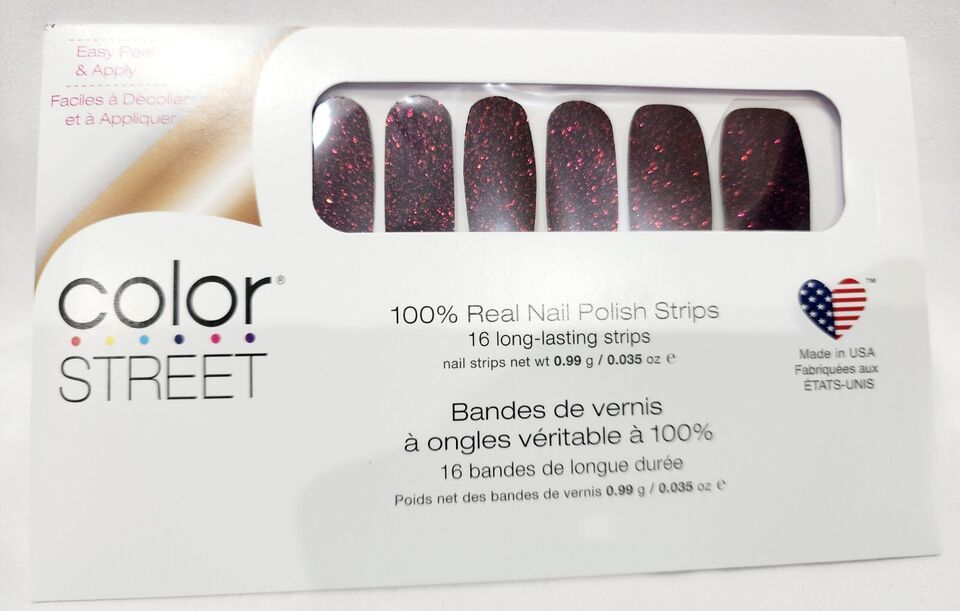 Easy Peel
& Apply
Faciles à Décoller
et à Appliquer
color®
STREET
100% Real Nail Polish Strips
16 long-lasting strips
nail strips net wt 0.99 g / 0.035 oz ℮
Bandes de vernis
à ongles véritable à 100%
16 bandes de longue durée
Poids net des bandes de vernis 0.99 g / 0.035 oz ℮
™
Made in USA
Fabriquées aux
ÉTATS-UNIS